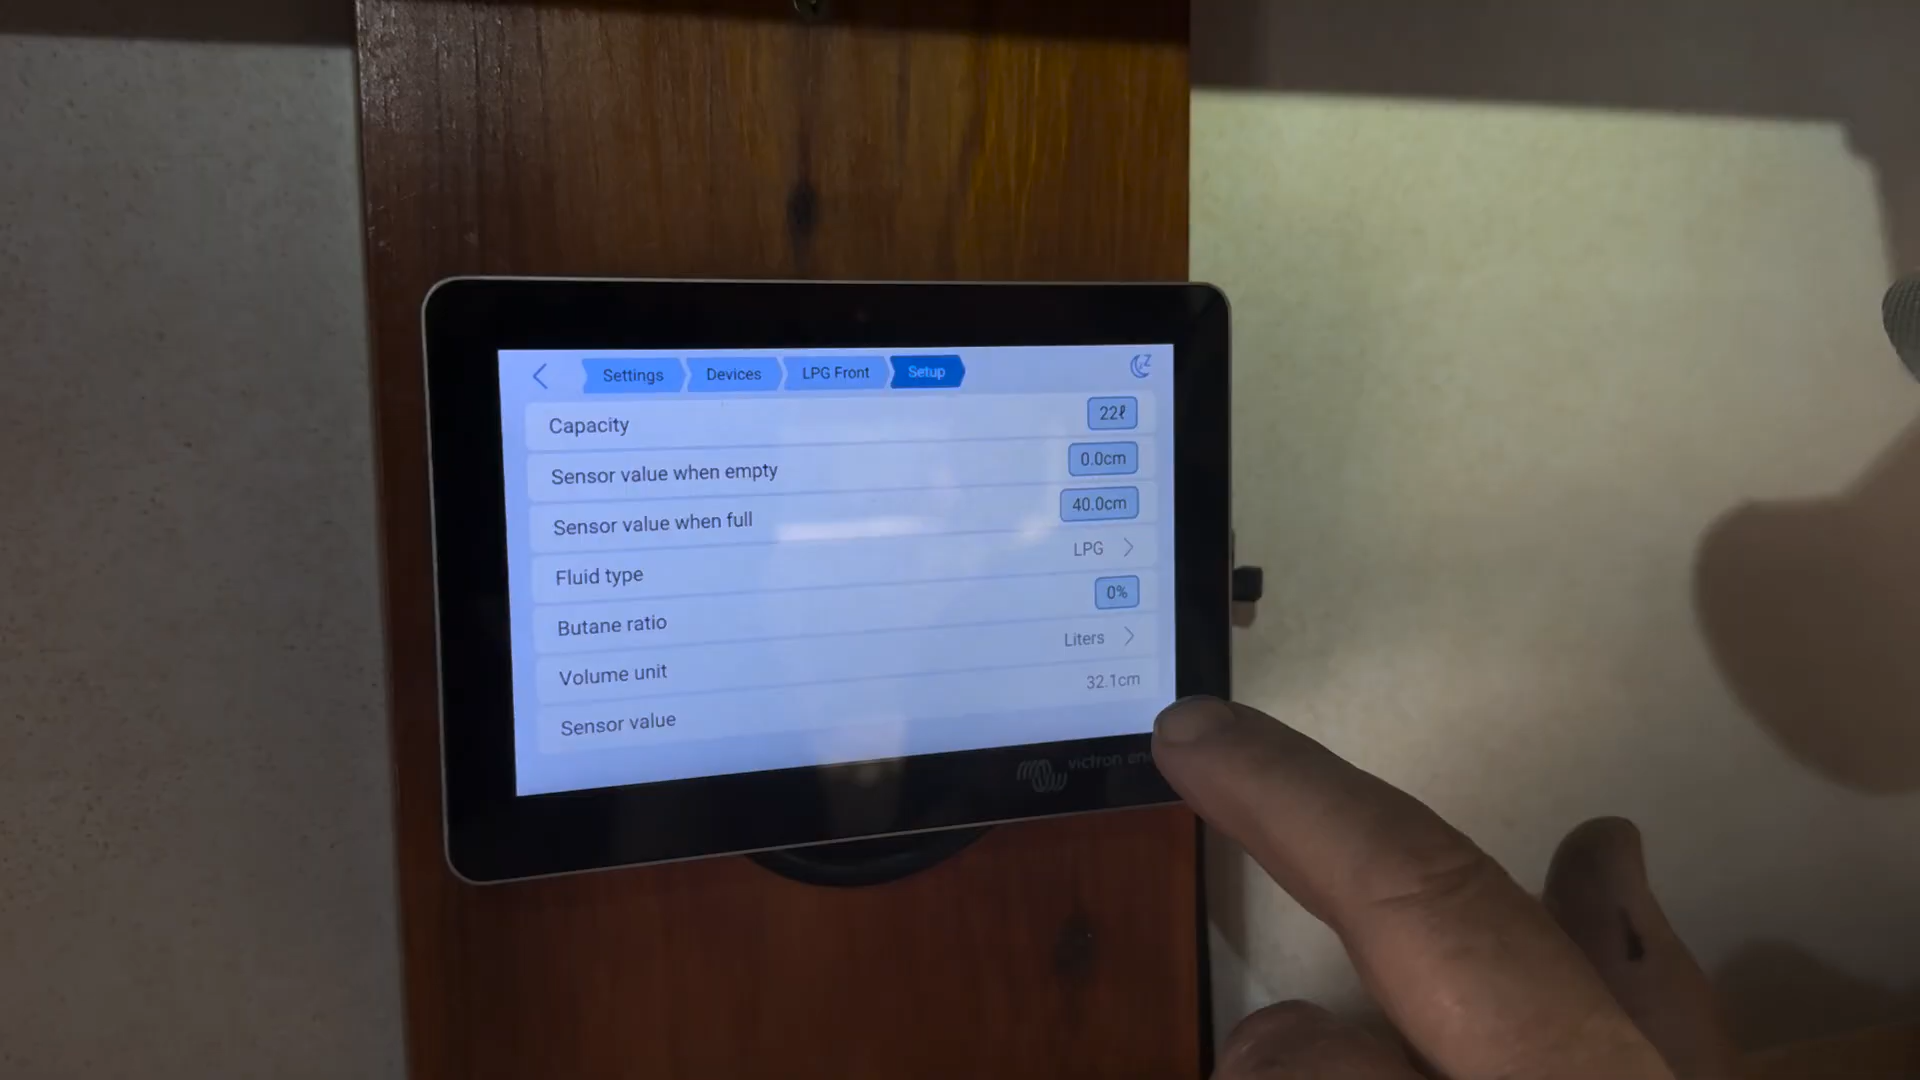 Settings Devices LPG Front Setup
Capacity 22ℓ
Sensor value when empty 0.0cm
Sensor value when full 40.0cm
Fluid type LPG
Butane ratio 0%
Volume unit Liters
Sensor value 32.1cm
victron